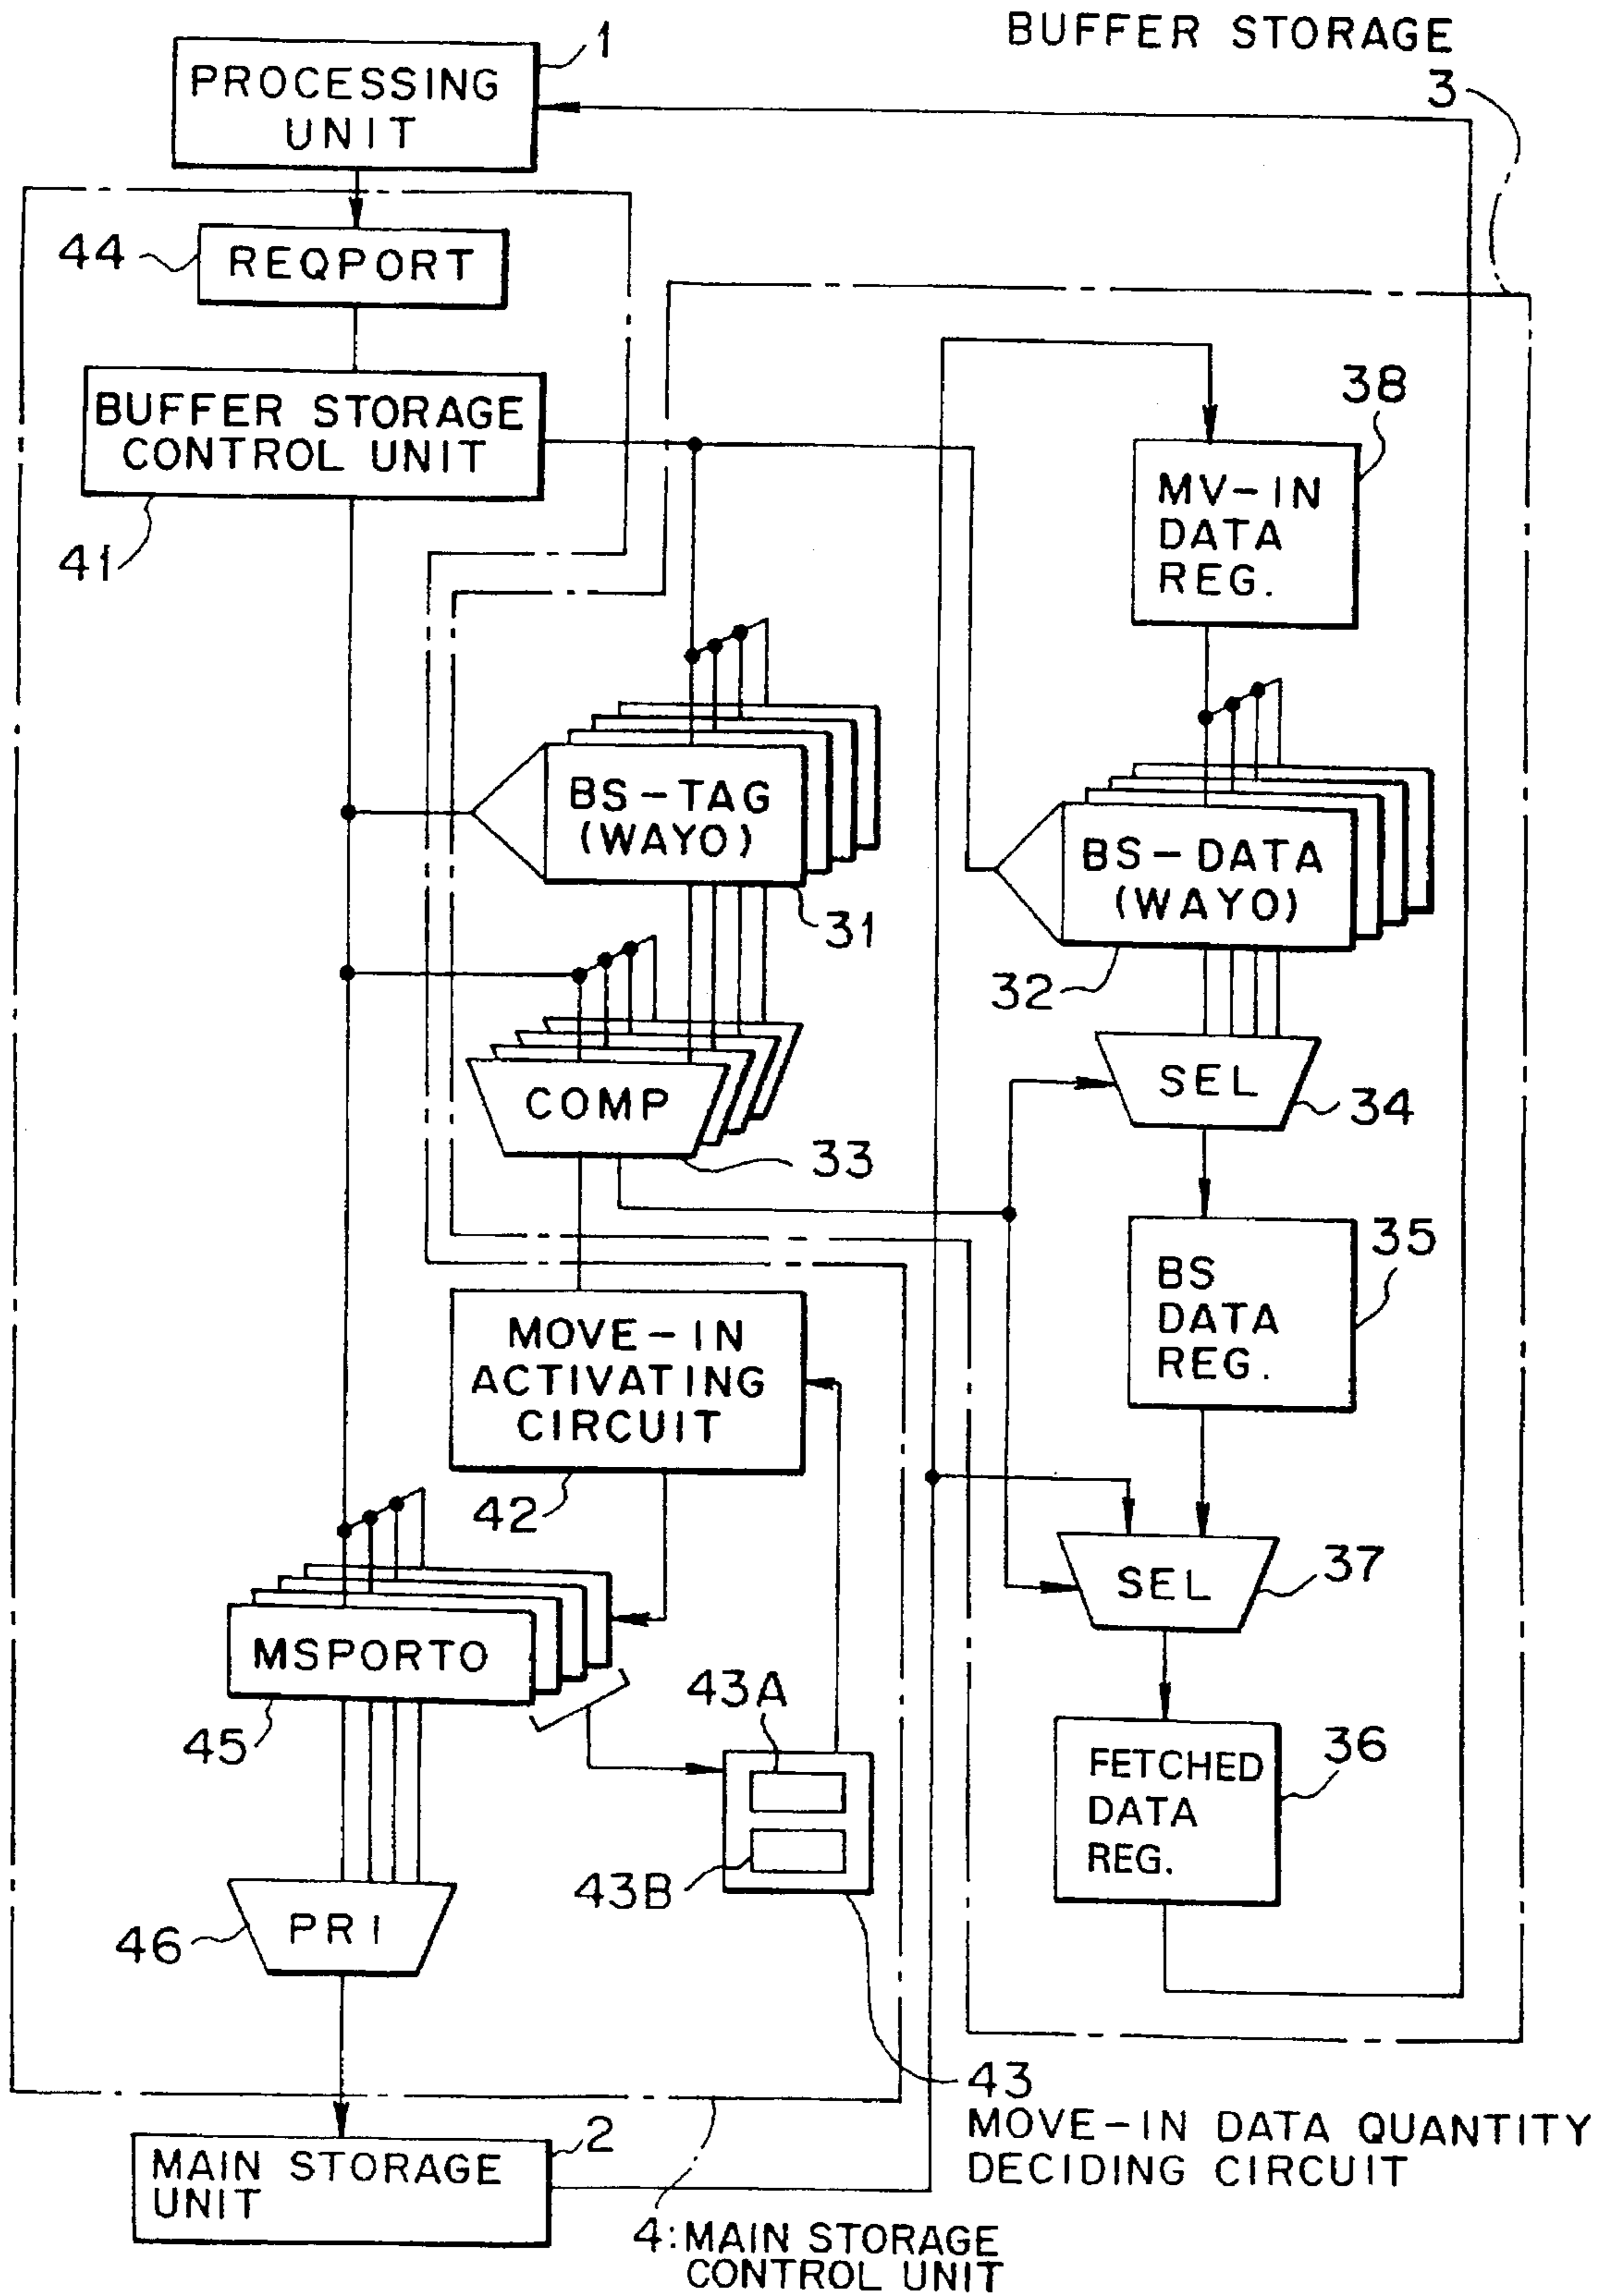 BUFFER STORAGE
3
1
PROCESSING
UNIT
44
REQPORT
BUFFER STORAGE
CONTROL UNIT
41
38
MV-IN
DATA
REG.
BS-TAG
(WAYO)
31
BS-DATA
(WAYO)
32
COMP
33
SEL
34
35
BS
DATA
REG.
MOVE-IN
ACTIVATING
CIRCUIT
42
SEL
37
MSPORTO
45
43A
43B
36
FETCHED
DATA
REG.
PRI
46
43
MOVE-IN DATA QUANTITY
DECIDING CIRCUIT
2
MAIN STORAGE
UNIT
4:MAIN STORAGE
CONTROL UNIT